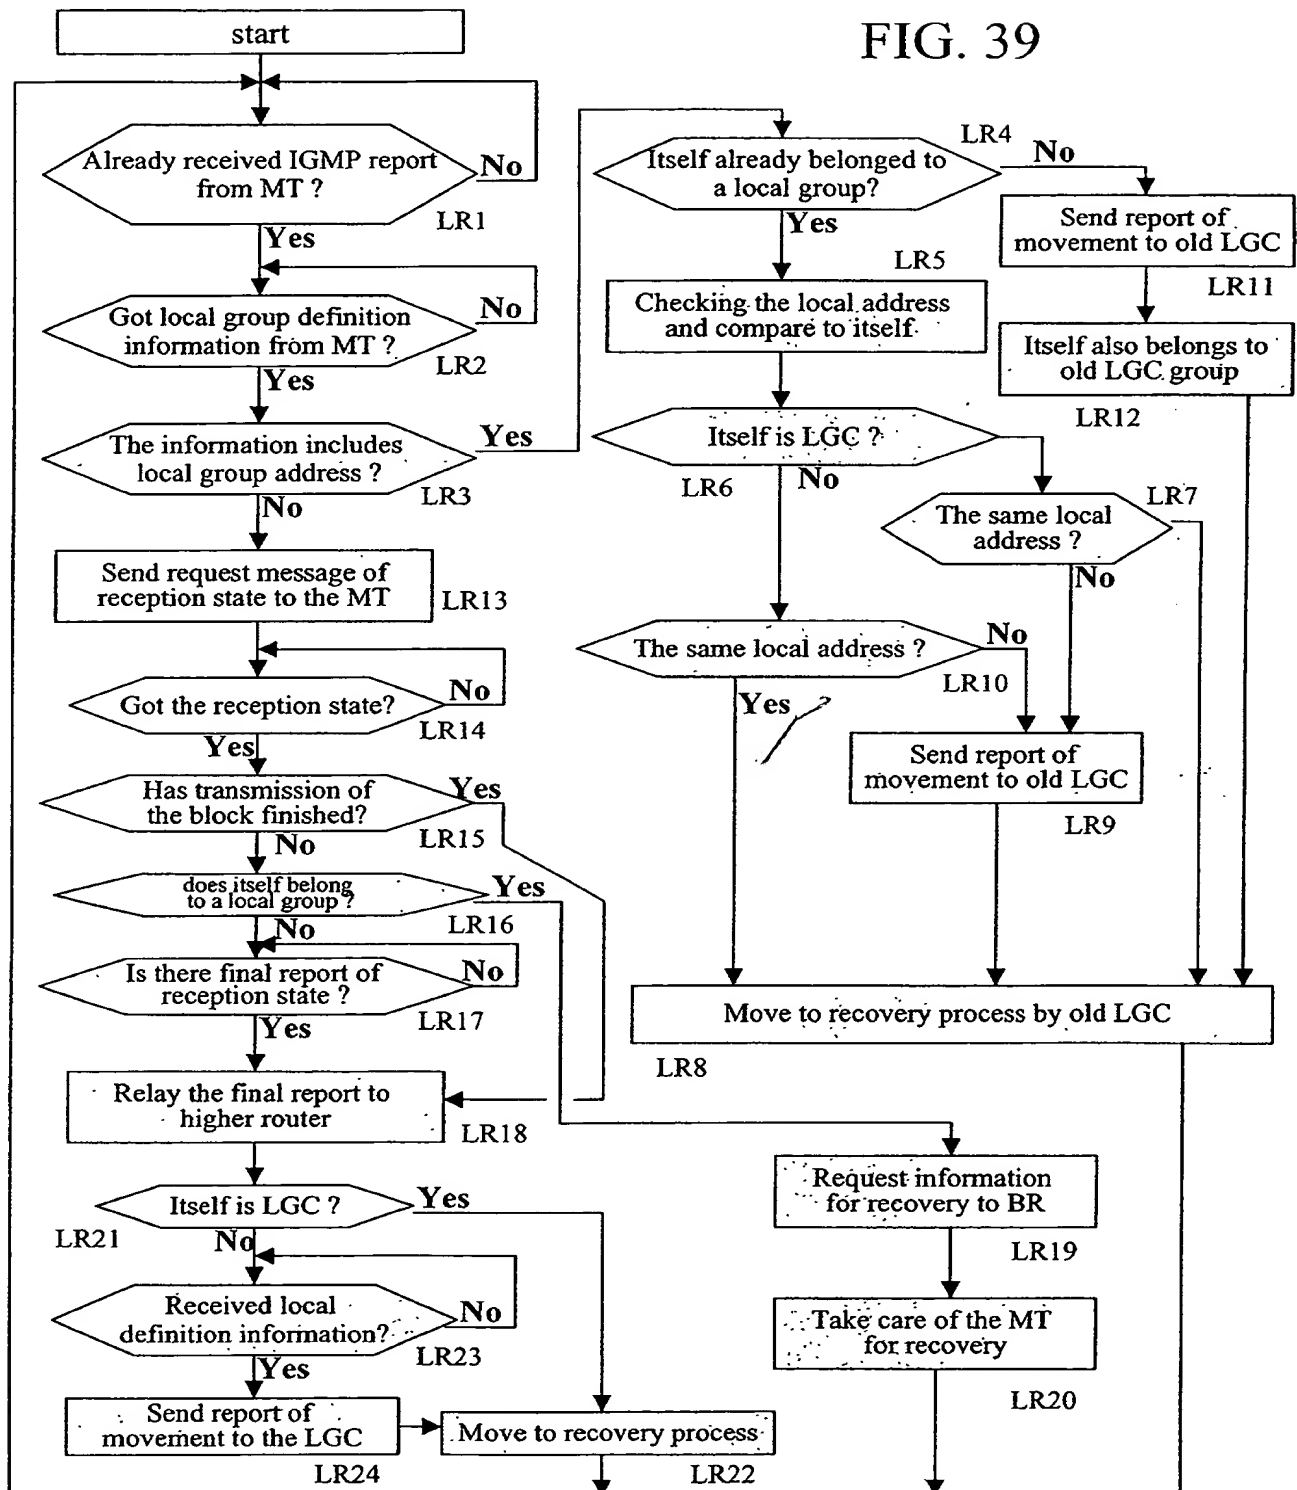 FIG. 39
start
Already received IGMP report
from MT ?
No
LR1
Yes
Got local group definition
information from MT ?
No
LR2
Yes
The information includes
local group address ?
Yes
LR3
No
Send request message of
reception state to the MT
LR13
Got the reception state?
No
LR14
Yes
Has transmission of
the block finished?
Yes
LR15
No
does itself belong
to a local group ?
Yes
LR16
No
Is there final report of
reception state ?
No
LR17
Yes
Relay the final report to
higher router
LR18
Itself is LGC ?
Yes
LR21
No
Received local
definition information?
No
LR23
Yes
Send report of
movement to the LGC
LR24
Move to recovery process
LR22
Itself already belonged to
a local group?
LR4
No
Yes
Send report of
movement to old LGC
LR11
Itself also belongs to
old LGC group
LR12
LR5
Checking the local address
and compare to itself
Itself is LGC ?
LR6
No
The same local
address ?
LR7
No
The same local address ?
No
LR10
Yes
Send report of
movement to old LGC
LR9
Move to recovery process by old LGC
LR8
Request information
for recovery to BR
LR19
Take care of the MT
for recovery
LR20